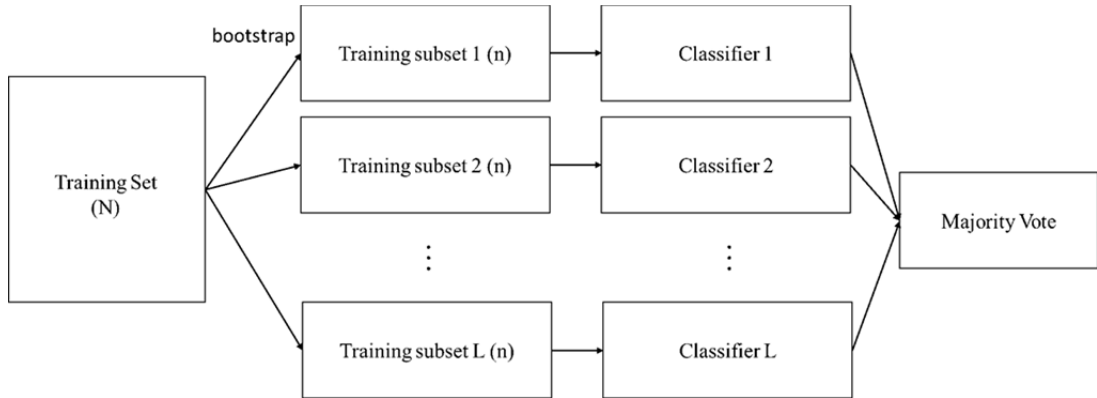 bootstrap
Training Set
(N)
Training subset 1 (n)
Classifier 1
Training subset 2 (n)
Classifier 2
Training subset L (n)
Classifier L
Majority Vote